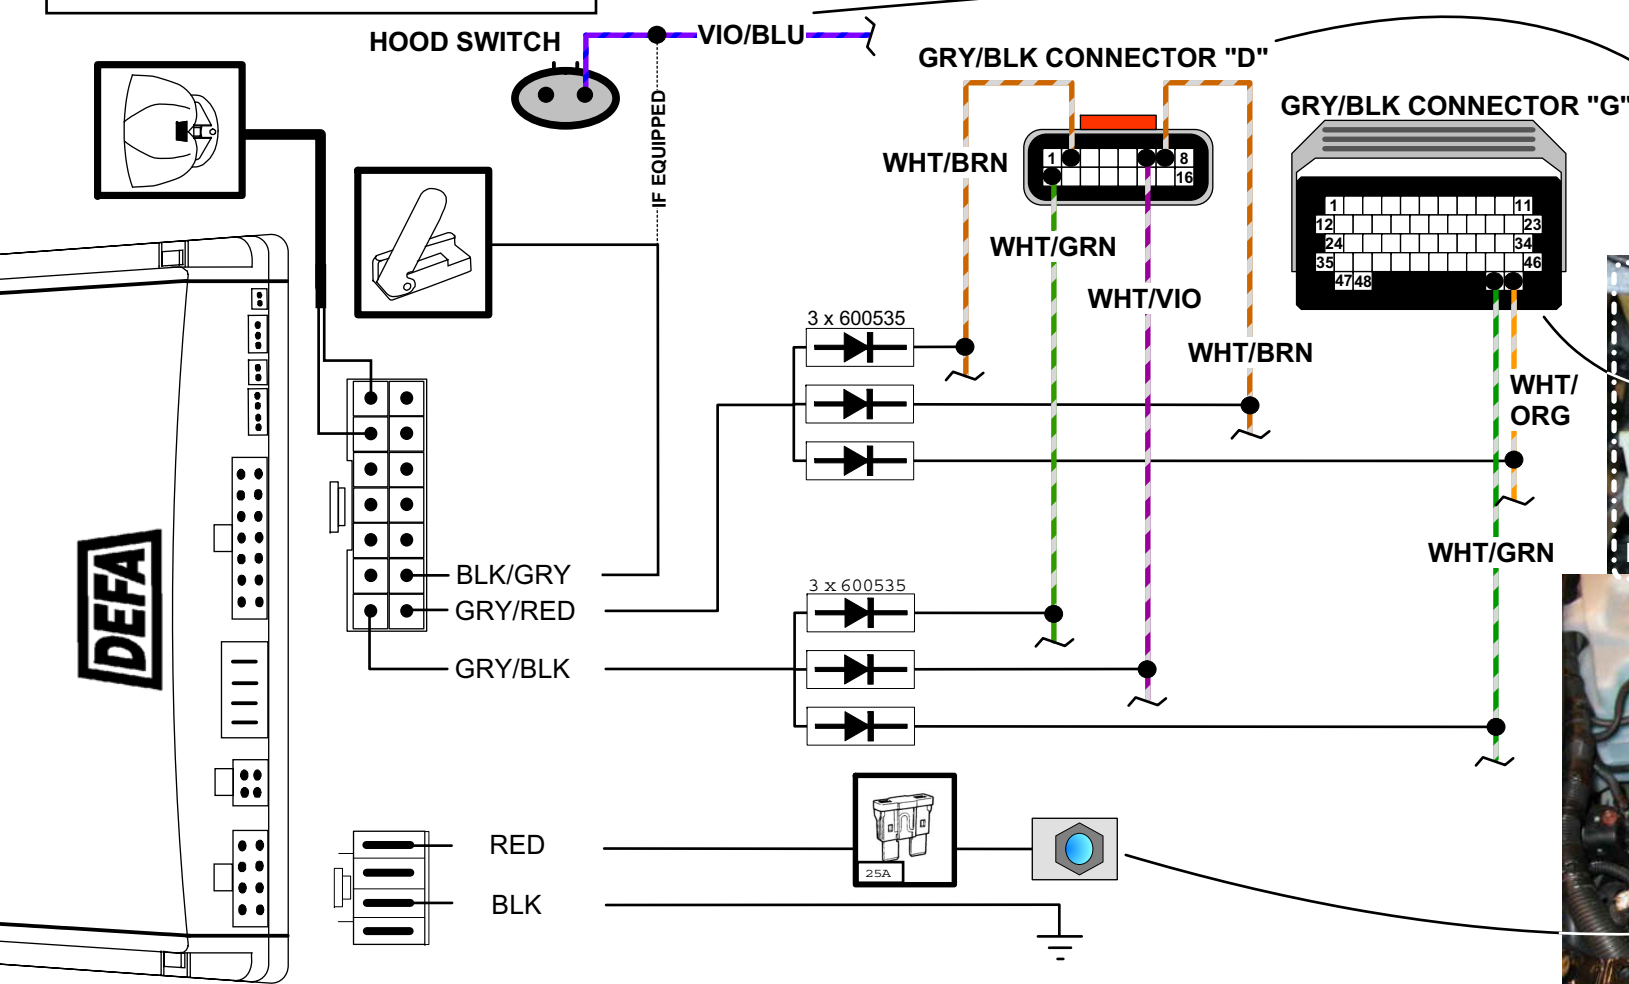 HOOD SWITCH
VIO/BLU
GRY/BLK CONNECTOR "D"
GRY/BLK CONNECTOR "G"
IF EQUIPPED
WHT/BRN
1
8
16
1
11
12
23
24
34
35
46
47 48
WHT/GRN
WHT/VIO
WHT/BRN
3 x 600535
WHT/
ORG
WHT/GRN
DEFA
BLK/GRY
GRY/RED
GRY/BLK
3 x 600535
RED
25A
BLK